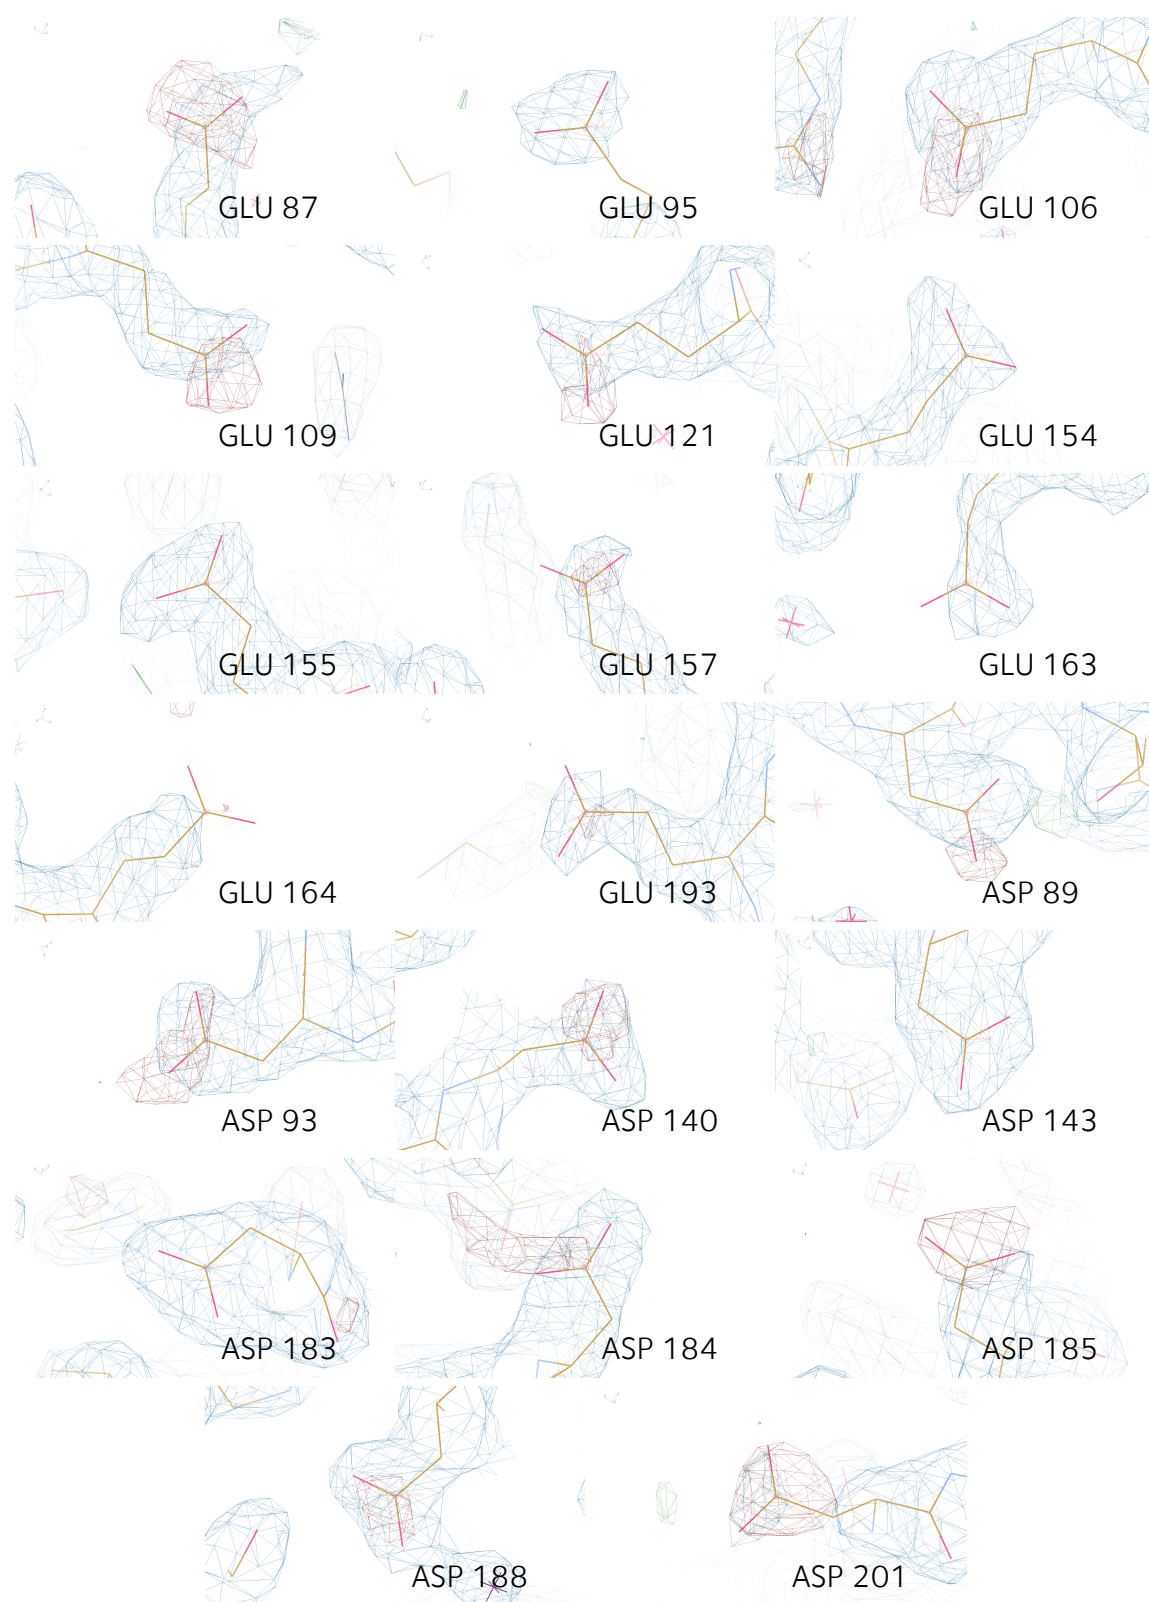 GLU 87
GLU 95
GLU 106
GLU 109
GLU 121
GLU 154
GLU 155
GLU 157
GLU 163
GLU 164
GLU 193
ASP 89
ASP 93
ASP 140
ASP 143
ASP 183
ASP 184
ASP 185
ASP 188
ASP 201